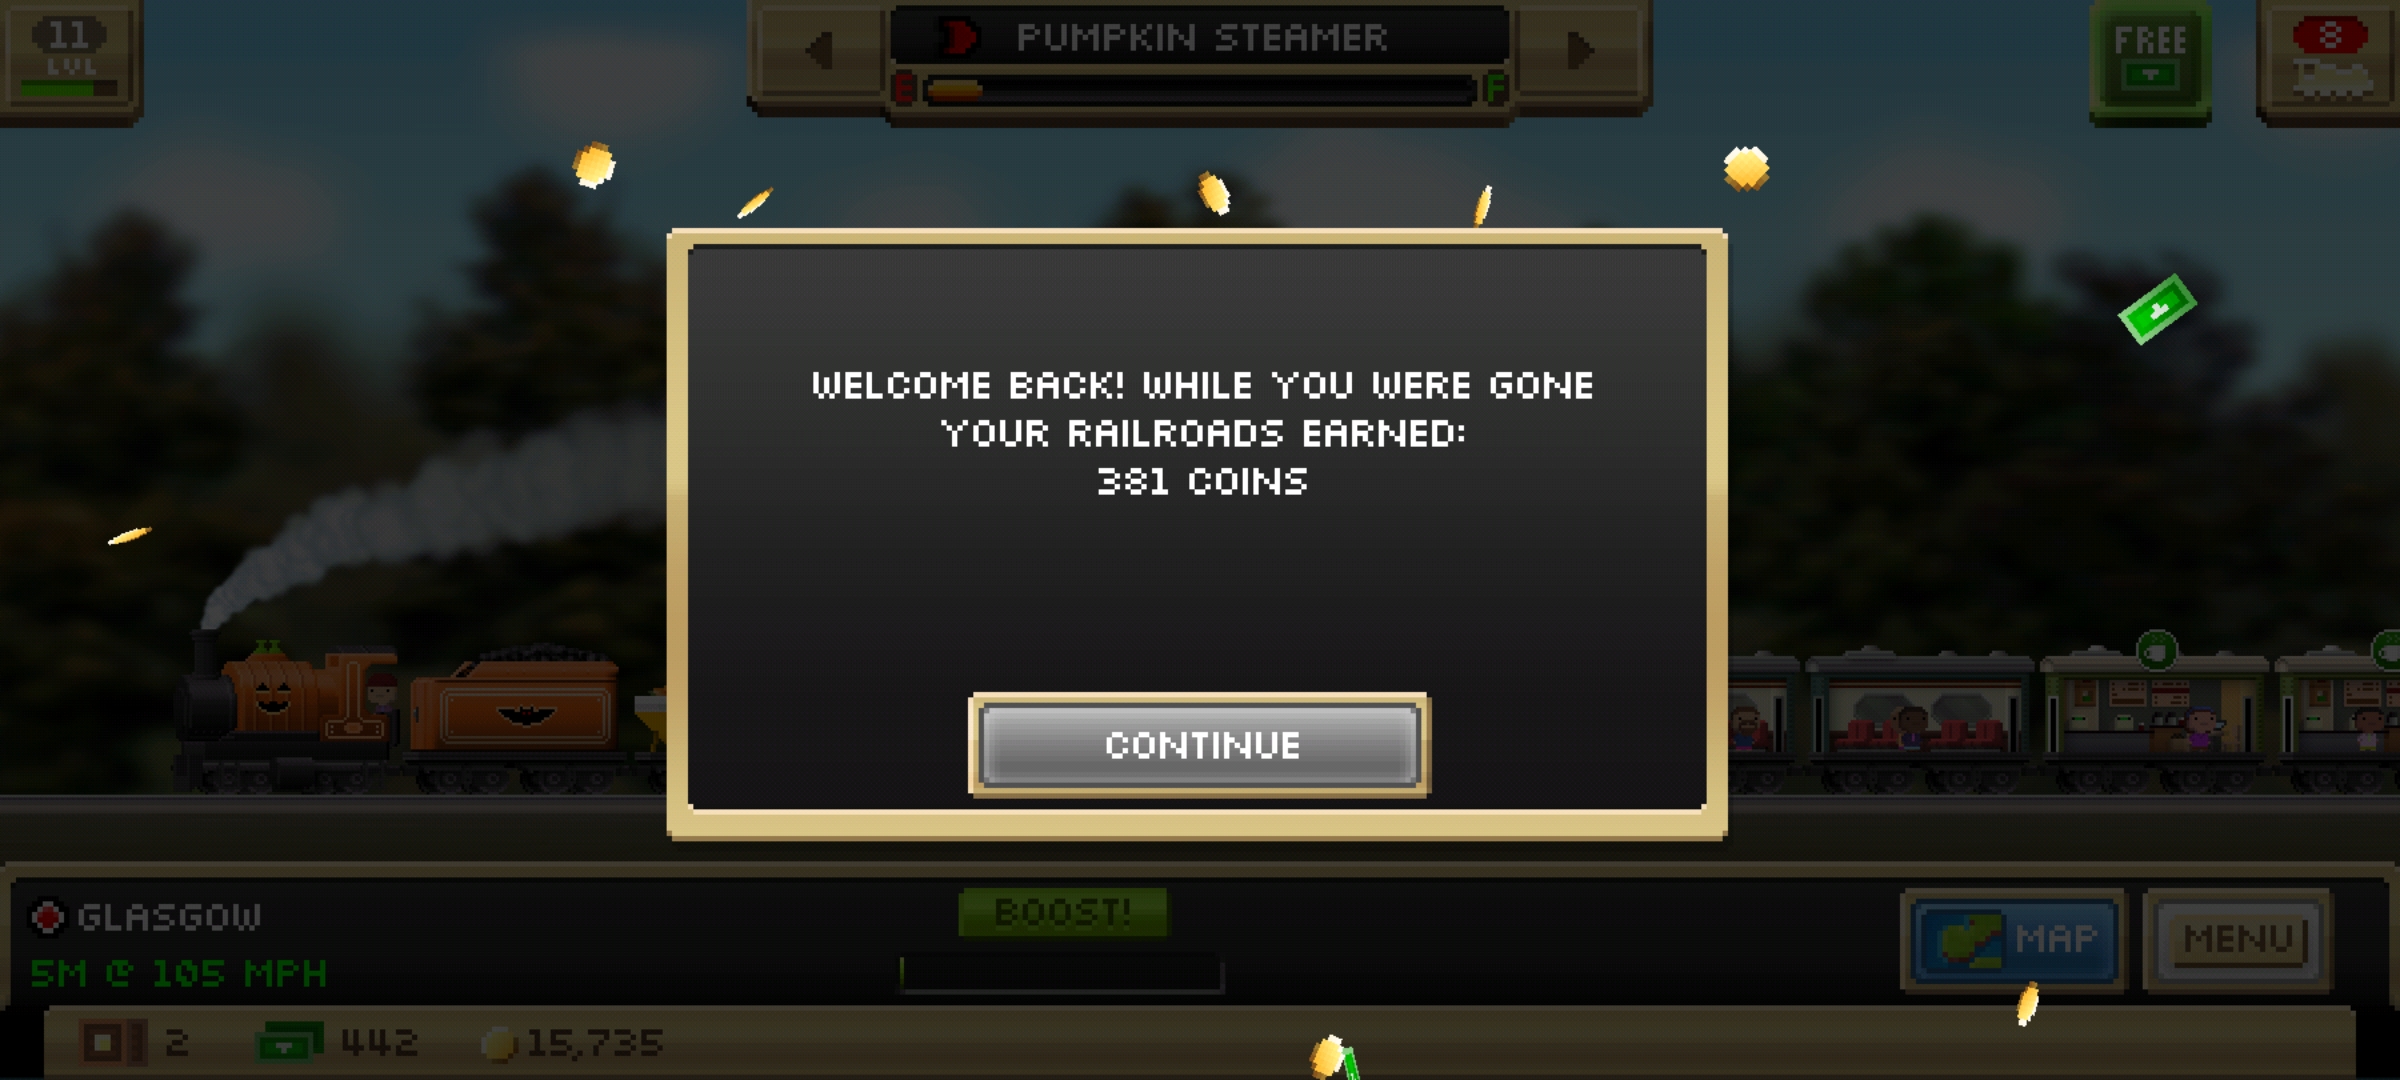 11
LVL
PUMPKIN STEAMER
E
F
FREE
8
WELCOME BACK! WHILE YOU WERE GONE
YOUR RAILROADS EARNED:
381 COINS
CONTINUE
GLASGOW
5M @ 105 MPH
BOOST!
MAP
MENU
2
442
15,735